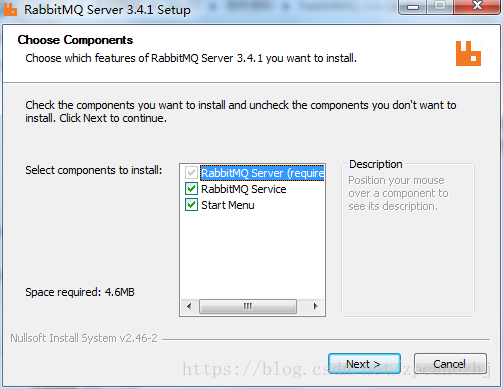 RabbitMQ Server 3.4.1 Setup
Choose Components
Choose which features of RabbitMQ Server 3.4.1 you want to install.
Check the components you want to install and uncheck the components you don't want to
install. Click Next to continue.
Select components to install:
RabbitMQ Server (require
RabbitMQ Service
Start Menu
Description
Position your mouse
over a component to
see its description.
Space required: 4.6MB
Nullsoft Install System v2.46-2
https://blog.csdn.net/
Next >
Cancel